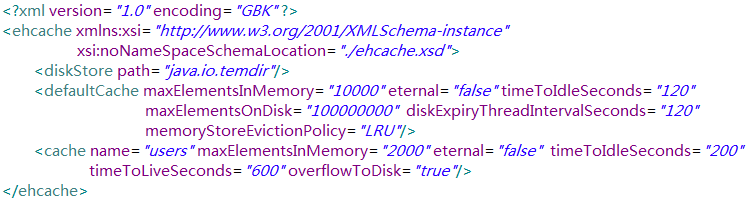 <?xml version="1.0" encoding="GBK"?>
<ehcache xmlns:xsi="http://www.w3.org/2001/XMLSchema-instance"
xsi:noNameSpaceSchemaLocation="./ehcache.xsd">
<diskStore path="java.io.temdir"/>
<defaultCache maxElementsInMemory="10000" eternal="false" timeToIdleSeconds="120"
maxElementsOnDisk="100000000" diskExpiryThreadIntervalSeconds="120"
memoryStoreEvictionPolicy="LRU"/>
<cache name="users" maxElementsInMemory="2000" eternal="false" timeToIdleSeconds="200"
timeToLiveSeconds="600" overflowToDisk="true"/>
</ehcache>